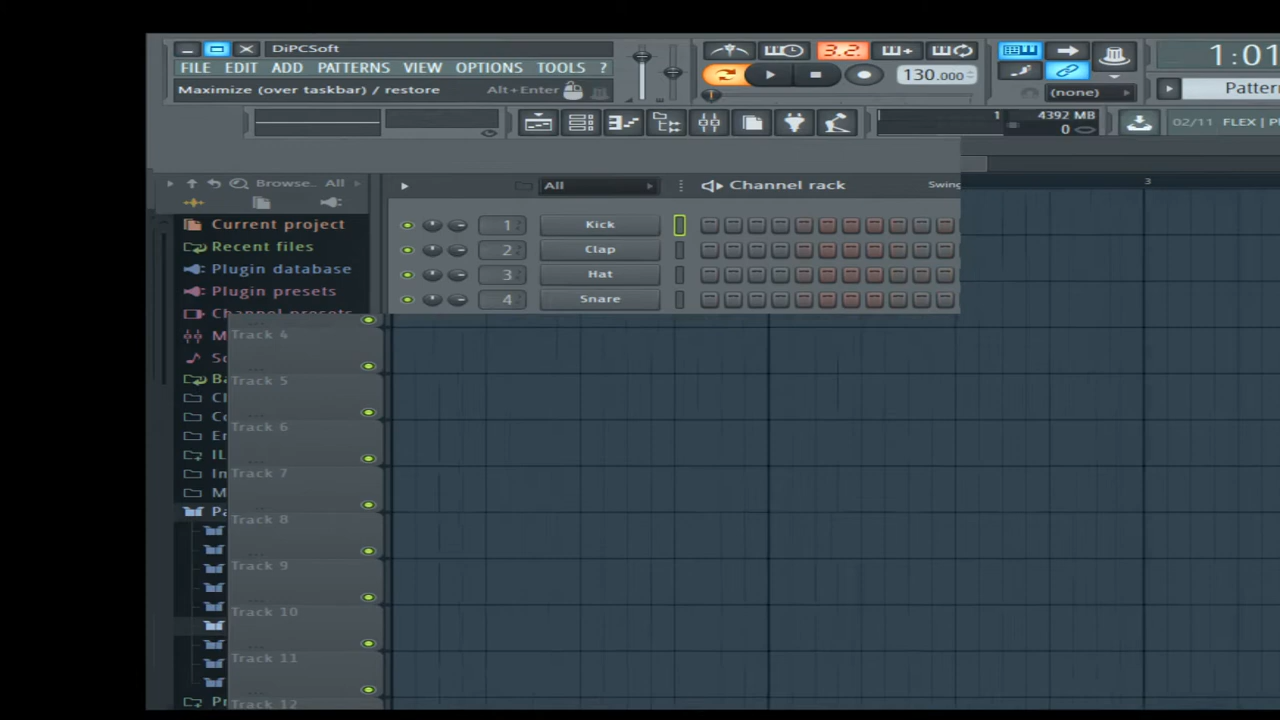 DiPCSoft
FILE EDIT ADD PATTERNS VIEW OPTIONS TOOLS ?
Maximize (over taskbar) / restore Alt+Enter
3.2.
130.000
1:01
(none)
Pattern
1 4392 MB
0
02/11 FLEX | P
Browse.. All
All
Channel rack
Swing
3
Current project
Recent files
Plugin database
Plugin presets
Channel presets
1 Kick
2 Clap
3 Hat
4 Snare
Track 4
Track 5
Track 6
Track 7
Track 8
Track 9
Track 10
Track 11
Track 12